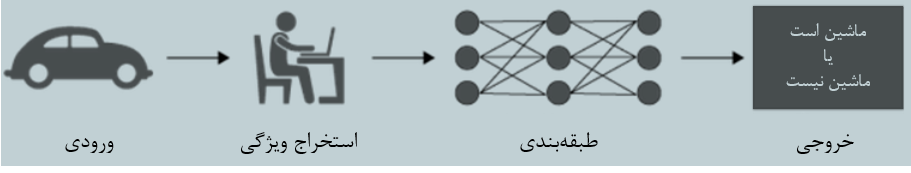 ماشین است
یا
ماشین نیست
ورودی
استخراج ویژگی
طبقه‌بندی
خروجی